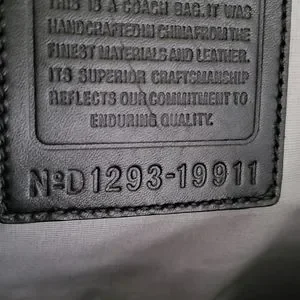 THIS IS A COACH BAG. IT WAS
HANDCRAFTED IN CHINA FROM THE
FINEST MATERIALS AND LEATHER.
ITS SUPERIOR CRAFTSMANSHIP
REFLECTS OUR COMMITMENT TO
ENDURING QUALITY.
NºD1293-19911